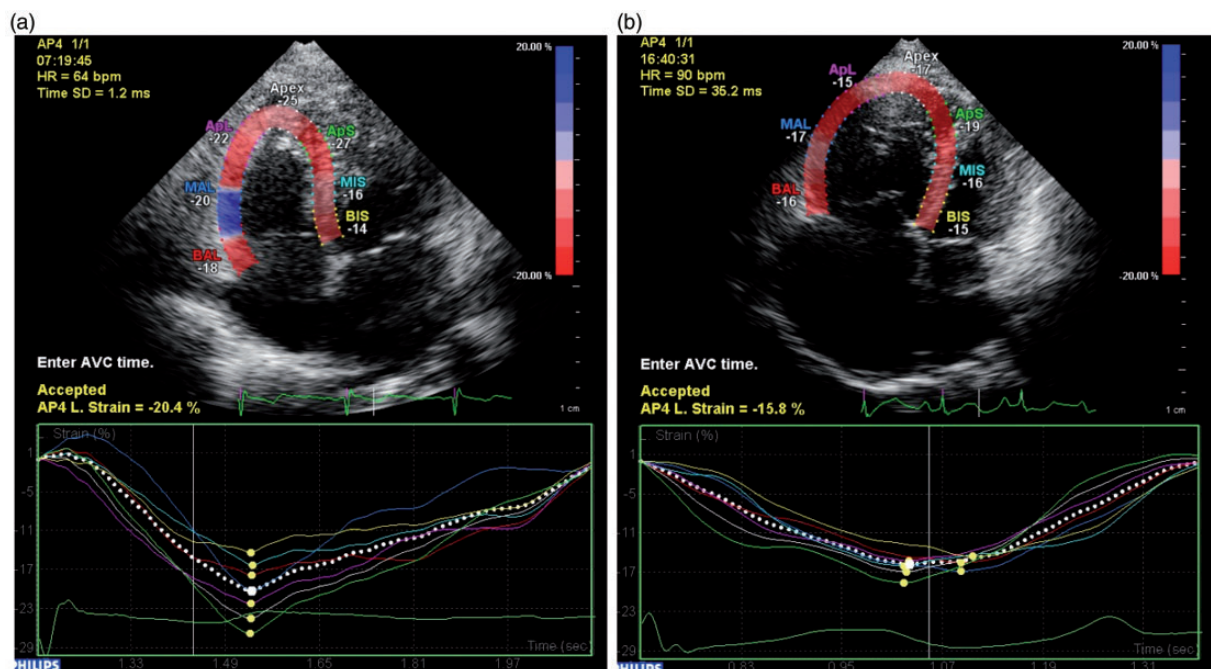 (a)
AP4 1/1
07:19:45
HR = 64 bpm
Time SD = 1.2 ms
20.00 %
Apex
-25
ApL
-22
ApS
-27
MAL
-20
MIS
-16
BIS
-14
BAL
-18
-20.00 %
Enter AVC time.
Accepted
AP4 L. Strain = -20.4 %
1 cm
Strain (%)
1
-5
-11
-17
-23
-29
1.33
1.49
1.65
1.81
1.97
Time (sec)
PHILIPS
(b)
AP4 1/1
16:40:31
HR = 90 bpm
Time SD = 35.2 ms
20.00 %
Apex
-17
ApL
-15
ApS
-19
MAL
-17
MIS
-16
BAL
-16
BIS
-15
-20.00 %
Enter AVC time.
Accepted
AP4 L. Strain = -15.8 %
1 cm
Strain (%)
1
-5
-11
-17
-23
-29
0.83
0.95
1.07
1.19
Time (sec)
PHILIPS